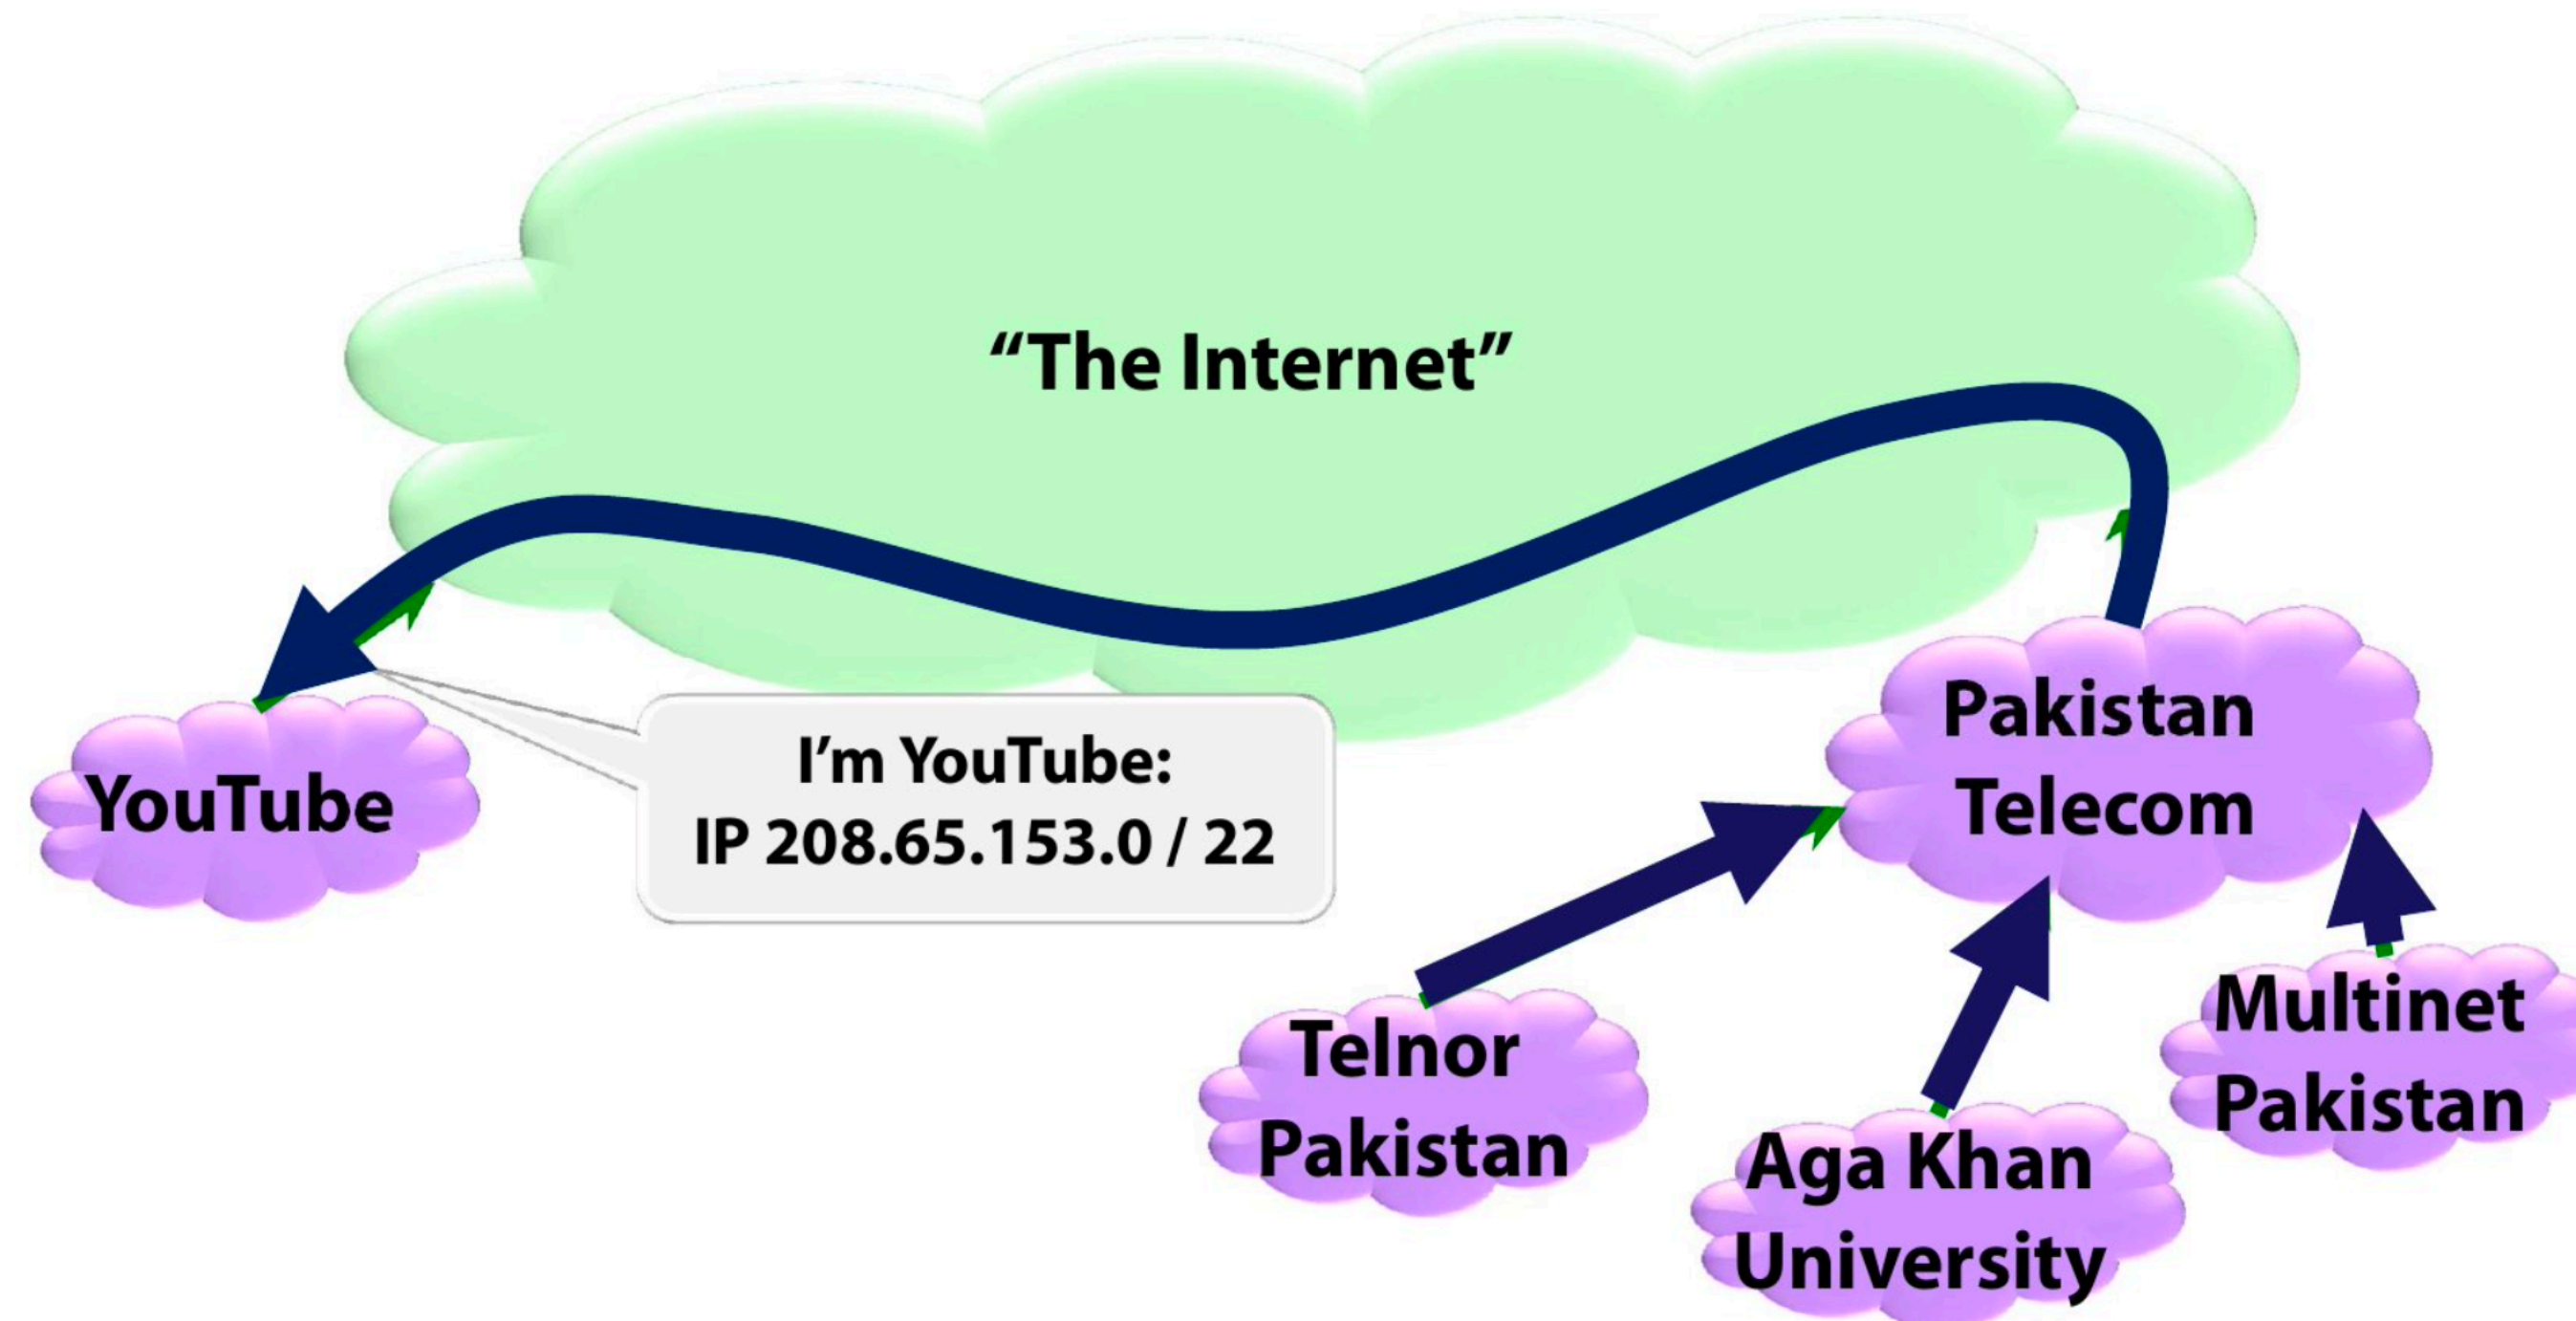 “The Internet”
I’m YouTube:
IP 208.65.153.0 / 22
YouTube
Pakistan
Telecom
Telnor
Pakistan
Aga Khan
University
Multinet
Pakistan